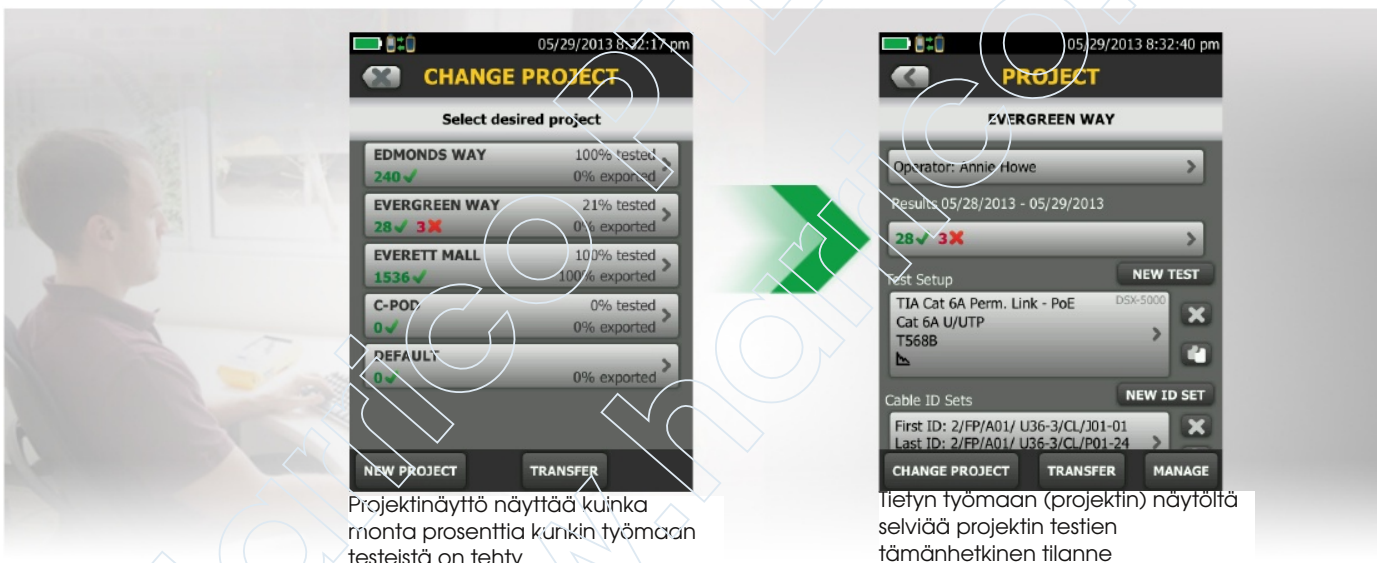 05/29/2013 8:32:17 pm
CHANGE PROJECT
Select desired project
EDMONDS WAY 100% tested
240 ✓ 0% exported
EVERGREEN WAY 21% tested
28 ✓ 3 ✗ 0% exported
EVERETT MALL 100% tested
1536 ✓ 100% exported
C-POD 0% tested
0 ✓ 0% exported
DEFAULT
0 ✓ 0% exported
NEW PROJECT TRANSFER
Projektinäyttö näyttää kuinka
monta prosenttia kunkin työmaan
testeistä on tehty
05/29/2013 8:32:40 pm
PROJECT
EVERGREEN WAY
Operator: Annie Howe
Results 05/28/2013 - 05/29/2013
28 ✓ 3 ✗
Test Setup NEW TEST
TIA Cat 6A Perm. Link - PoE DSX-5000
Cat 6A U/UTP
T568B
Cable ID Sets NEW ID SET
First ID: 2/FP/A01/ U36-3/CL/J01-01
Last ID: 2/FP/A01/ U36-3/CL/P01-24
CHANGE PROJECT TRANSFER MANAGE
Tietyn työmaan (projektin) näytöltä
selviää projektin testien
tämänhetkinen tilanne